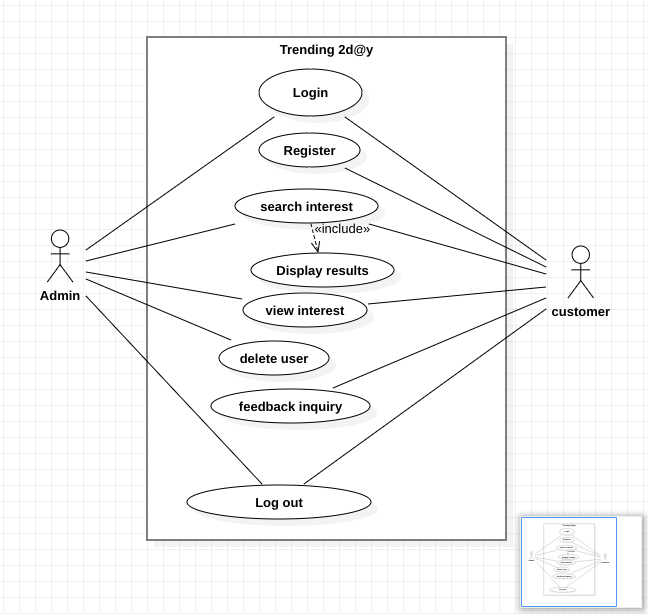 Trending 2d@y
Login
Register
search interest
«include»
Display results
view interest
delete user
feedback inquiry
Log out
Admin
customer